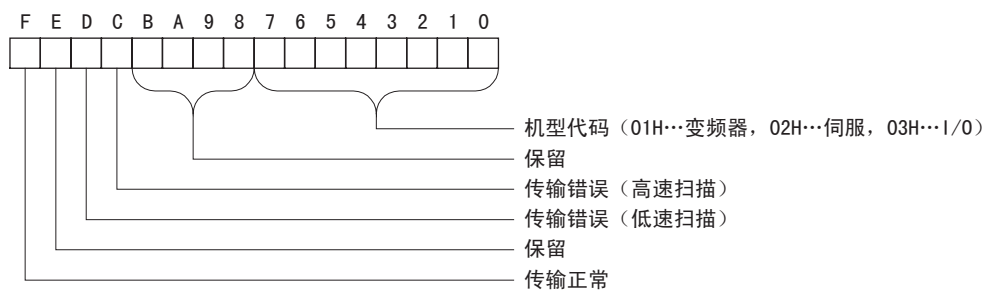 F E D C B A 9 8 7 6 5 4 3 2 1 0
机型代码（01H…变频器，02H…伺服，03H…I/O）
保留
传输错误（高速扫描）
传输错误（低速扫描）
保留
传输正常